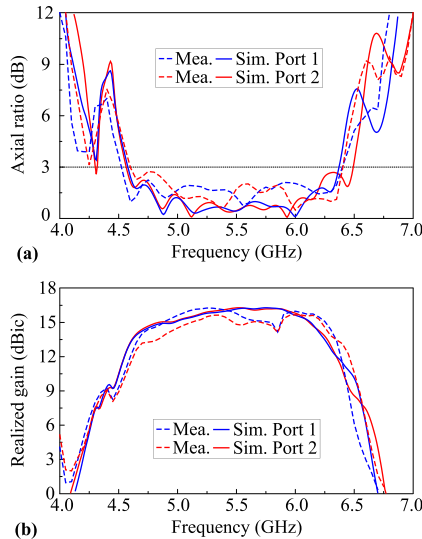 12
9
6
3
0
Axial ratio (dB)
Mea. Sim. Port 1
Mea. Sim. Port 2
4.0 4.5 5.0 5.5 6.0 6.5 7.0
Frequency (GHz)
(a)
18
15
12
9
6
3
0
Realized gain (dBic)
Mea. Sim. Port 1
Mea. Sim. Port 2
4.0 4.5 5.0 5.5 6.0 6.5 7.0
Frequency (GHz)
(b)